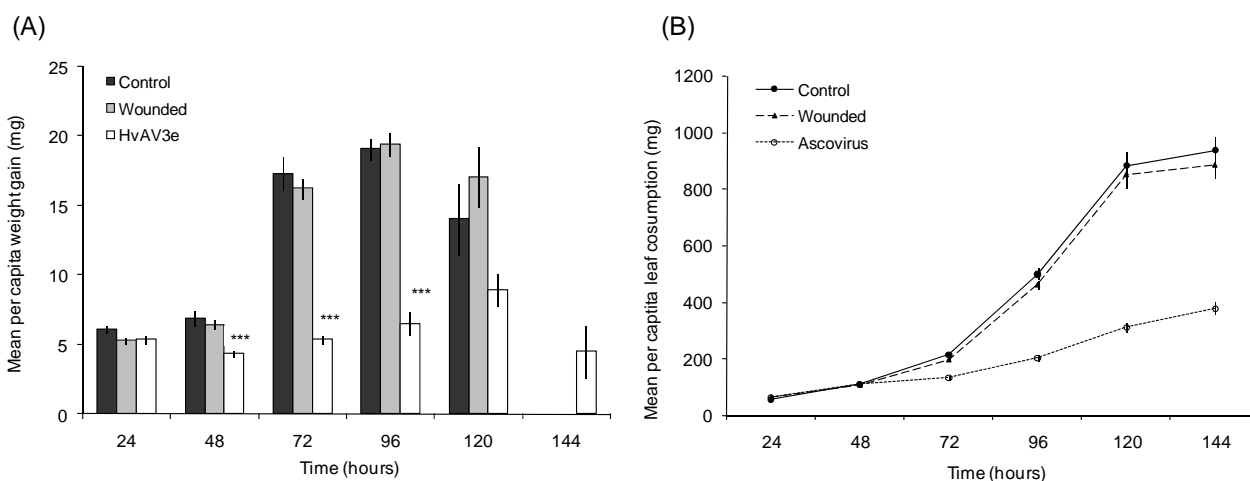 (A)
Mean per capita weight gain (mg)
25
20
15
10
5
0
Control
Wounded
HvAV3e
***
***
***
24 48 72 96 120 144
Time (hours)
(B)
Mean per captita leaf cosumption (mg)
1200
1000
800
600
400
200
0
Control
Wounded
Ascovirus
24 48 72 96 120 144
Time (hours)